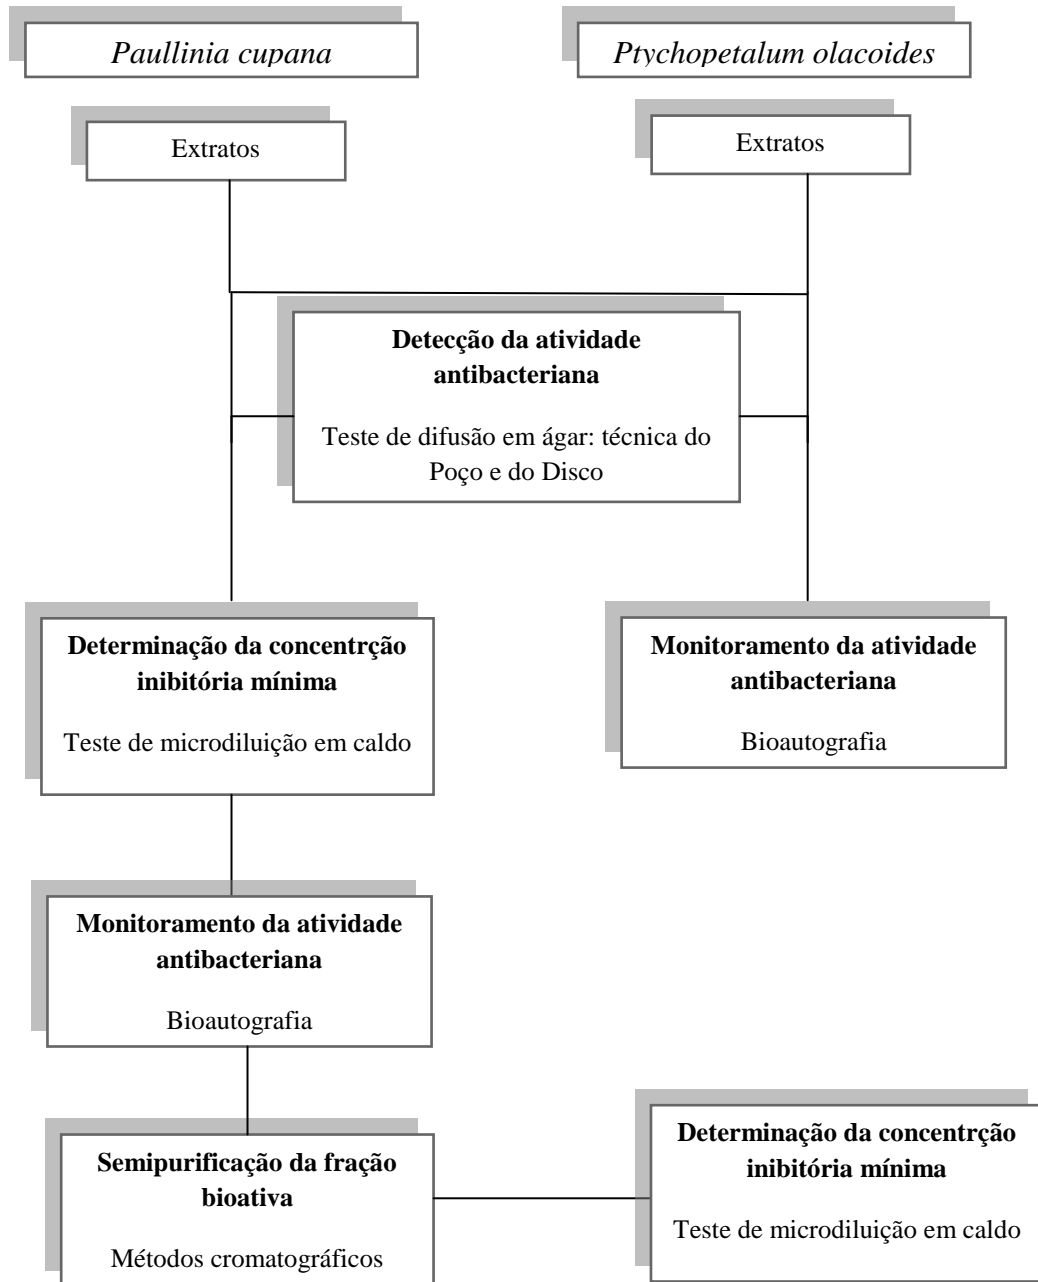 Paullinia cupana
Ptychopetalum olacoides
Extratos
Extratos
Detecção da atividade
antibacteriana
Teste de difusão em ágar: técnica do
Poço e do Disco
Determinação da concentrção
inibitória mínima
Teste de microdiluição em caldo
Monitoramento da atividade
antibacteriana
Bioautografia
Monitoramento da atividade
antibacteriana
Bioautografia
Semipurificação da fração
bioativa
Métodos cromatográficos
Determinação da concentrção
inibitória mínima
Teste de microdiluição em caldo